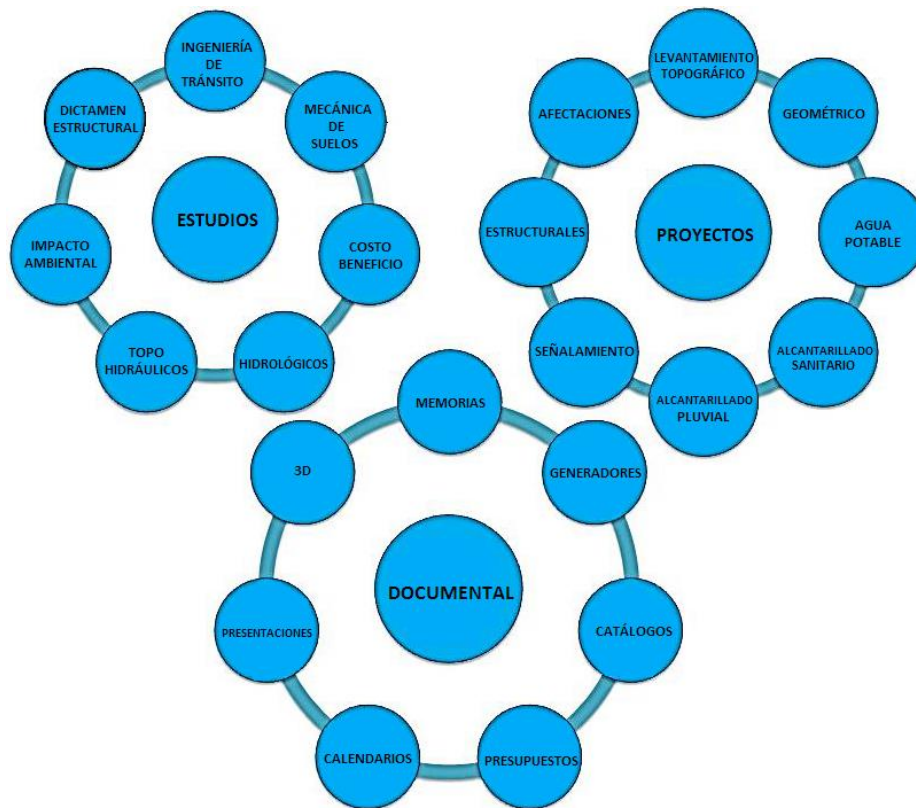 INGENIERÍA
DE
TRÁNSITO
MECÁNICA
DE
SUELOS
COSTO
BENEFICIO
HIDROLÓGICOS
TOPO
HIDRÁULICOS
IMPACTO
AMBIENTAL
DICTAMEN
ESTRUCTURAL
ESTUDIOS
LEVANTAMIENTO
TOPOGRÁFICO
GEOMÉTRICO
AGUA
POTABLE
ALCANTARILLADO
SANITARIO
ALCANTARILLADO
PLUVIAL
SEÑALAMIENTO
ESTRUCTURALES
AFECTACIONES
PROYECTOS
MEMORIAS
GENERADORES
CATÁLOGOS
PRESUPUESTOS
CALENDARIOS
PRESENTACIONES
3D
DOCUMENTAL